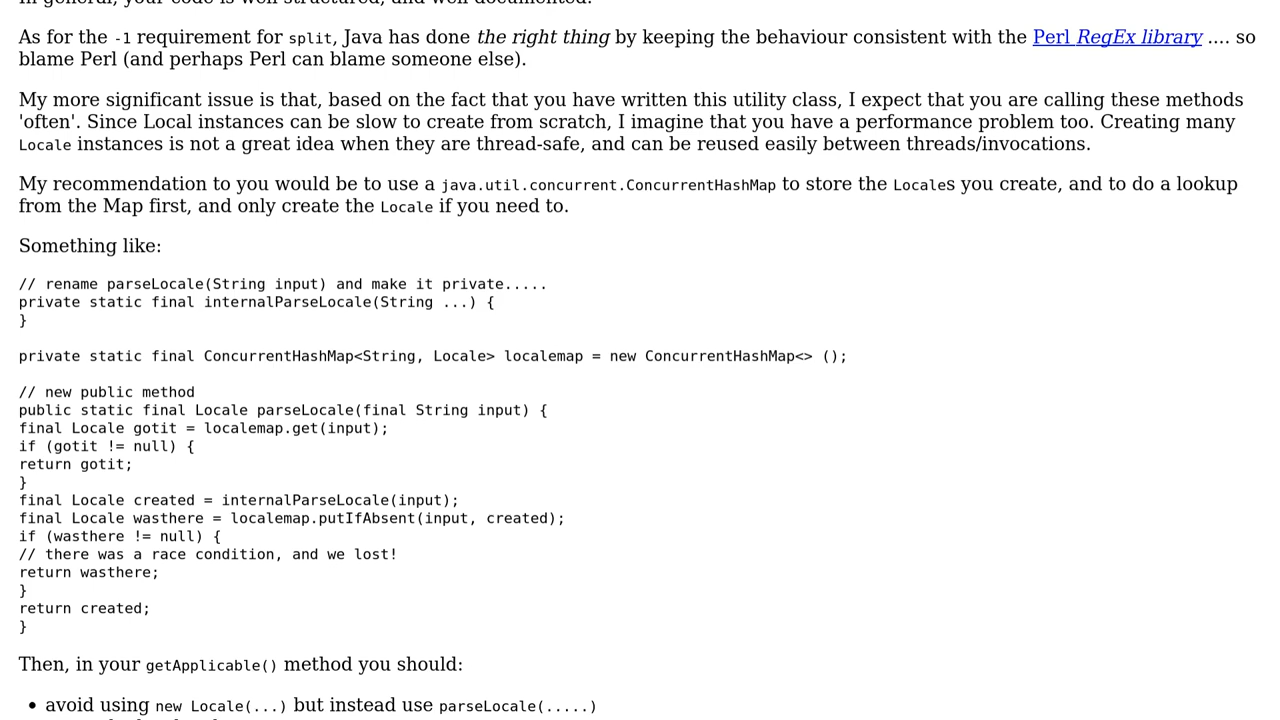 In general, your code is well structured, and well documented.
As for the -1 requirement for split, Java has done the right thing by keeping the behaviour consistent with the Perl RegEx library .... so
blame Perl (and perhaps Perl can blame someone else).
My more significant issue is that, based on the fact that you have written this utility class, I expect that you are calling these methods
'often'. Since Local instances can be slow to create from scratch, I imagine that you have a performance problem too. Creating many
Locale instances is not a great idea when they are thread-safe, and can be reused easily between threads/invocations.
My recommendation to you would be to use a java.util.concurrent.ConcurrentHashMap to store the Locales you create, and to do a lookup
from the Map first, and only create the Locale if you need to.
Something like:
// rename parseLocale(String input) and make it private.....
private static final internalParseLocale(String ...) {
}
private static final ConcurrentHashMap<String, Locale> localemap = new ConcurrentHashMap<> ();
// new public method
public static final Locale parseLocale(final String input) {
final Locale gotit = localemap.get(input);
if (gotit != null) {
return gotit;
}
final Locale created = internalParseLocale(input);
final Locale wasthere = localemap.putIfAbsent(input, created);
if (wasthere != null) {
// there was a race condition, and we lost!
return wasthere;
}
return created;
}
Then, in your getApplicable() method you should:
• avoid using new Locale(...) but instead use parseLocale(.....)